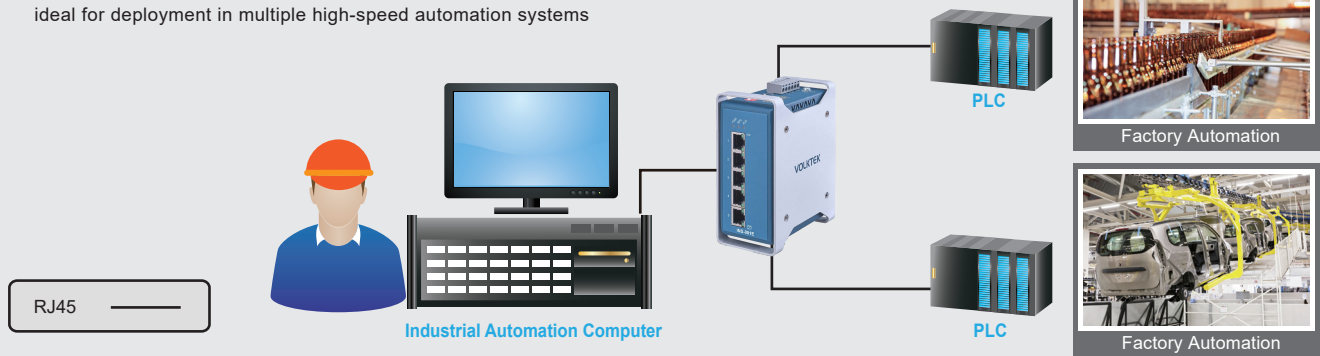 ideal for deployment in multiple high-speed automation systems
PLC
Factory Automation
VOLKTEK
RJ45
Industrial Automation Computer
PLC
Factory Automation